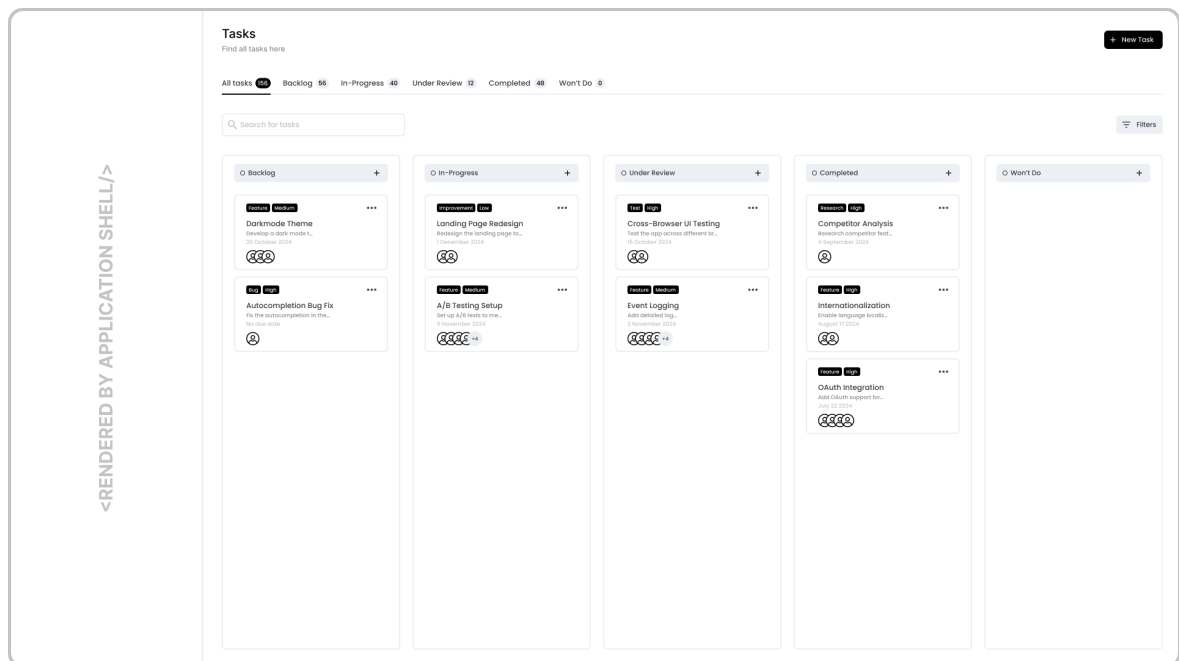 <RENDERED BY APPLICATION SHELL/>
Tasks
Find all tasks here
+ New Task
All tasks 156 Backlog 56 In-Progress 40 Under Review 12 Completed 48 Won't Do 0
Search for tasks
Filters
Backlog +
Feature Medium
Darkmode Theme
Develop a dark mode t...
20 October 2024
Bug High
Autocompletion Bug Fix
Fix the autocompletion in the...
No due date
In-Progress +
Improvement Low
Landing Page Redesign
Redesign the landing page to...
1 December 2024
Feature Medium
A/B Testing Setup
Set up A/B tests to me...
5 November 2024
+4
Under Review +
Test High
Cross-Browser UI Testing
Test the app across different br...
15 October 2024
Feature Medium
Event Logging
Add detailed log...
2 November 2024
+4
Completed +
Research High
Competitor Analysis
Research competitor feat...
4 September 2024
Feature High
Internationalization
Enable language localiz...
August 17 2024
Feature High
OAuth Integration
Add OAuth support for...
July 22 2024
Won't Do +